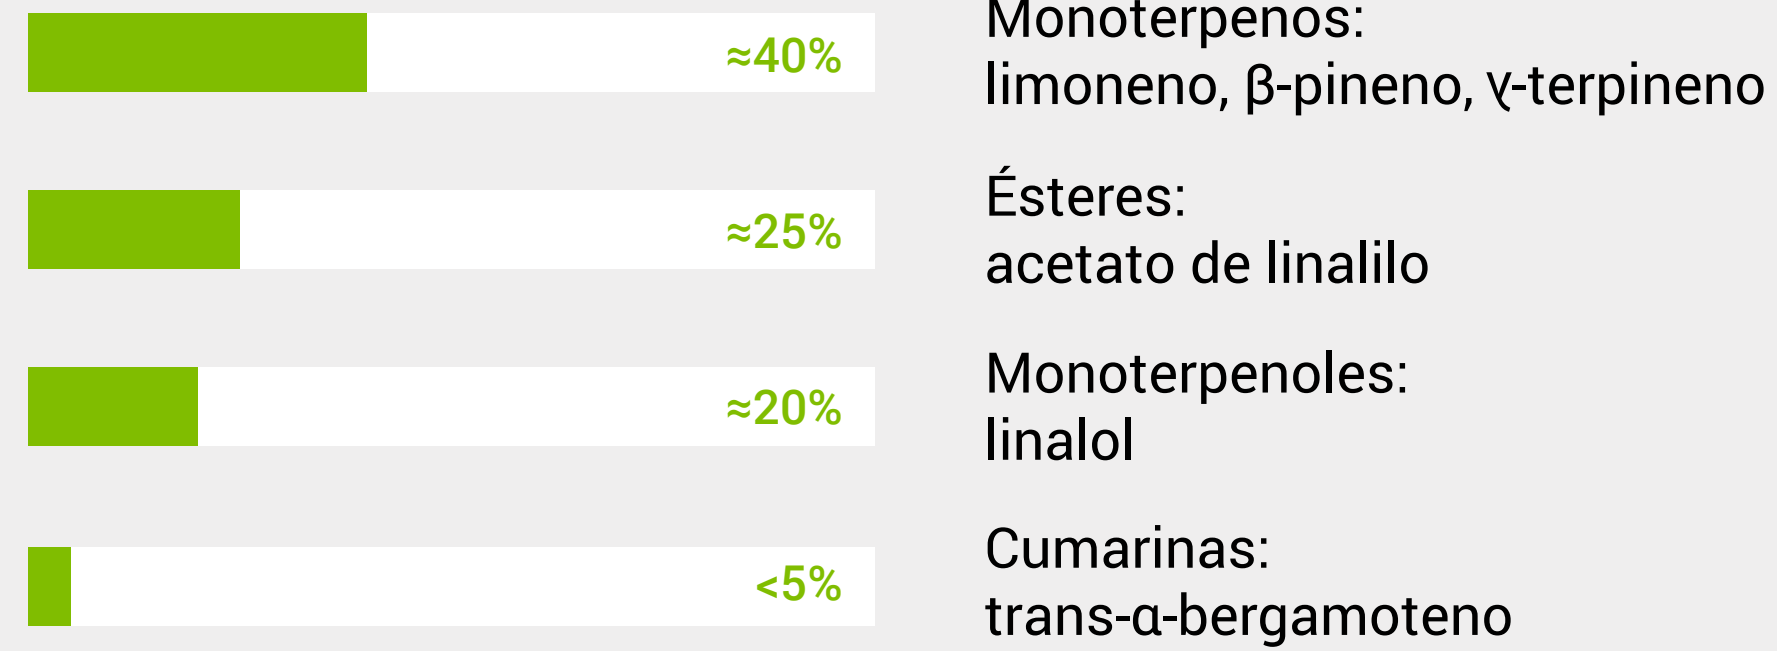 ≈40%
Monoterpenos:
limoneno, β-pineno, γ-terpineno
≈25%
Ésteres:
acetato de linalilo
≈20%
Monoterpenoles:
linalol
<5%
Cumarinas:
trans-α-bergamoteno